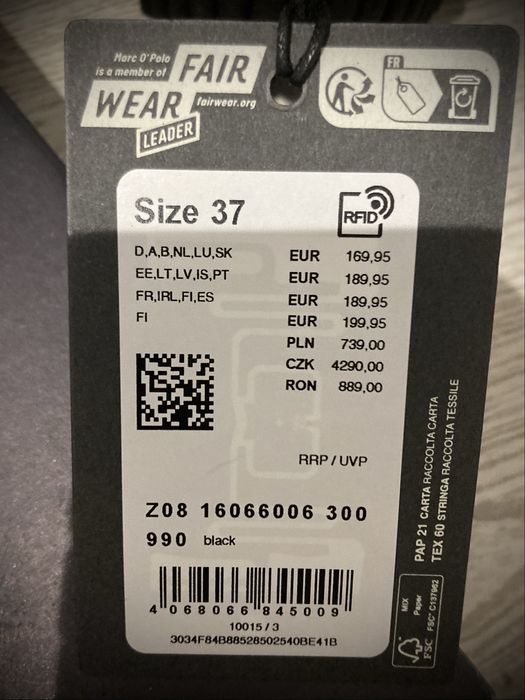 Marc O'Polo
is a member of
FAIR
WEAR
fairwear.org
LEADER
FR
Size 37
RFID
D,A,B,NL,LU,SK EUR 169,95
EE,LT,LV,IS,PT EUR 189,95
FR,IRL,FI,ES EUR 189,95
FI EUR 199,95
PLN 739,00
CZK 4290,00
RON 889,00
RRP / UVP
Z08 16066006 300
990 black
4 068066 845009
10015 / 3
3034F84B88528502540BE41B
PAP 21 CARTA RACCOLTA CARTA
TEX 60 STRINGA RACCOLTA TESSILE
FSC
MIX
Paper
FSC® C137962